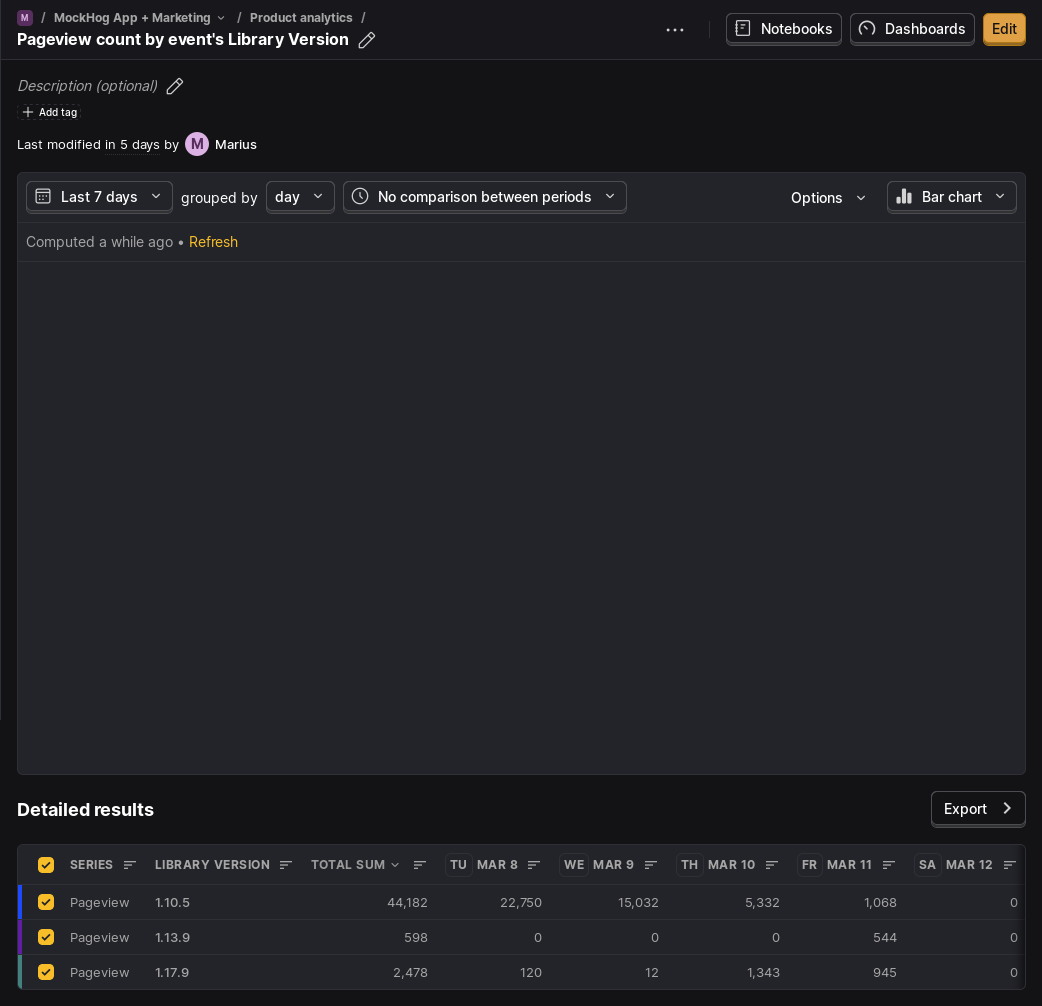 M / MockHog App + Marketing / Product analytics /
Pageview count by event's Library Version
Notebooks Dashboards Edit
Description (optional)
Add tag
Last modified in 5 days by M Marius
Last 7 days grouped by day No comparison between periods Options Bar chart
Computed a while ago • Refresh
Detailed results
Export
SERIES LIBRARY VERSION TOTAL SUM TU MAR 8 WE MAR 9 TH MAR 10 FR MAR 11 SA MAR 12
Pageview 1.10.5 44,182 22,750 15,032 5,332 1,068 0
Pageview 1.13.9 598 0 0 0 544 0
Pageview 1.17.9 2,478 120 12 1,343 945 0